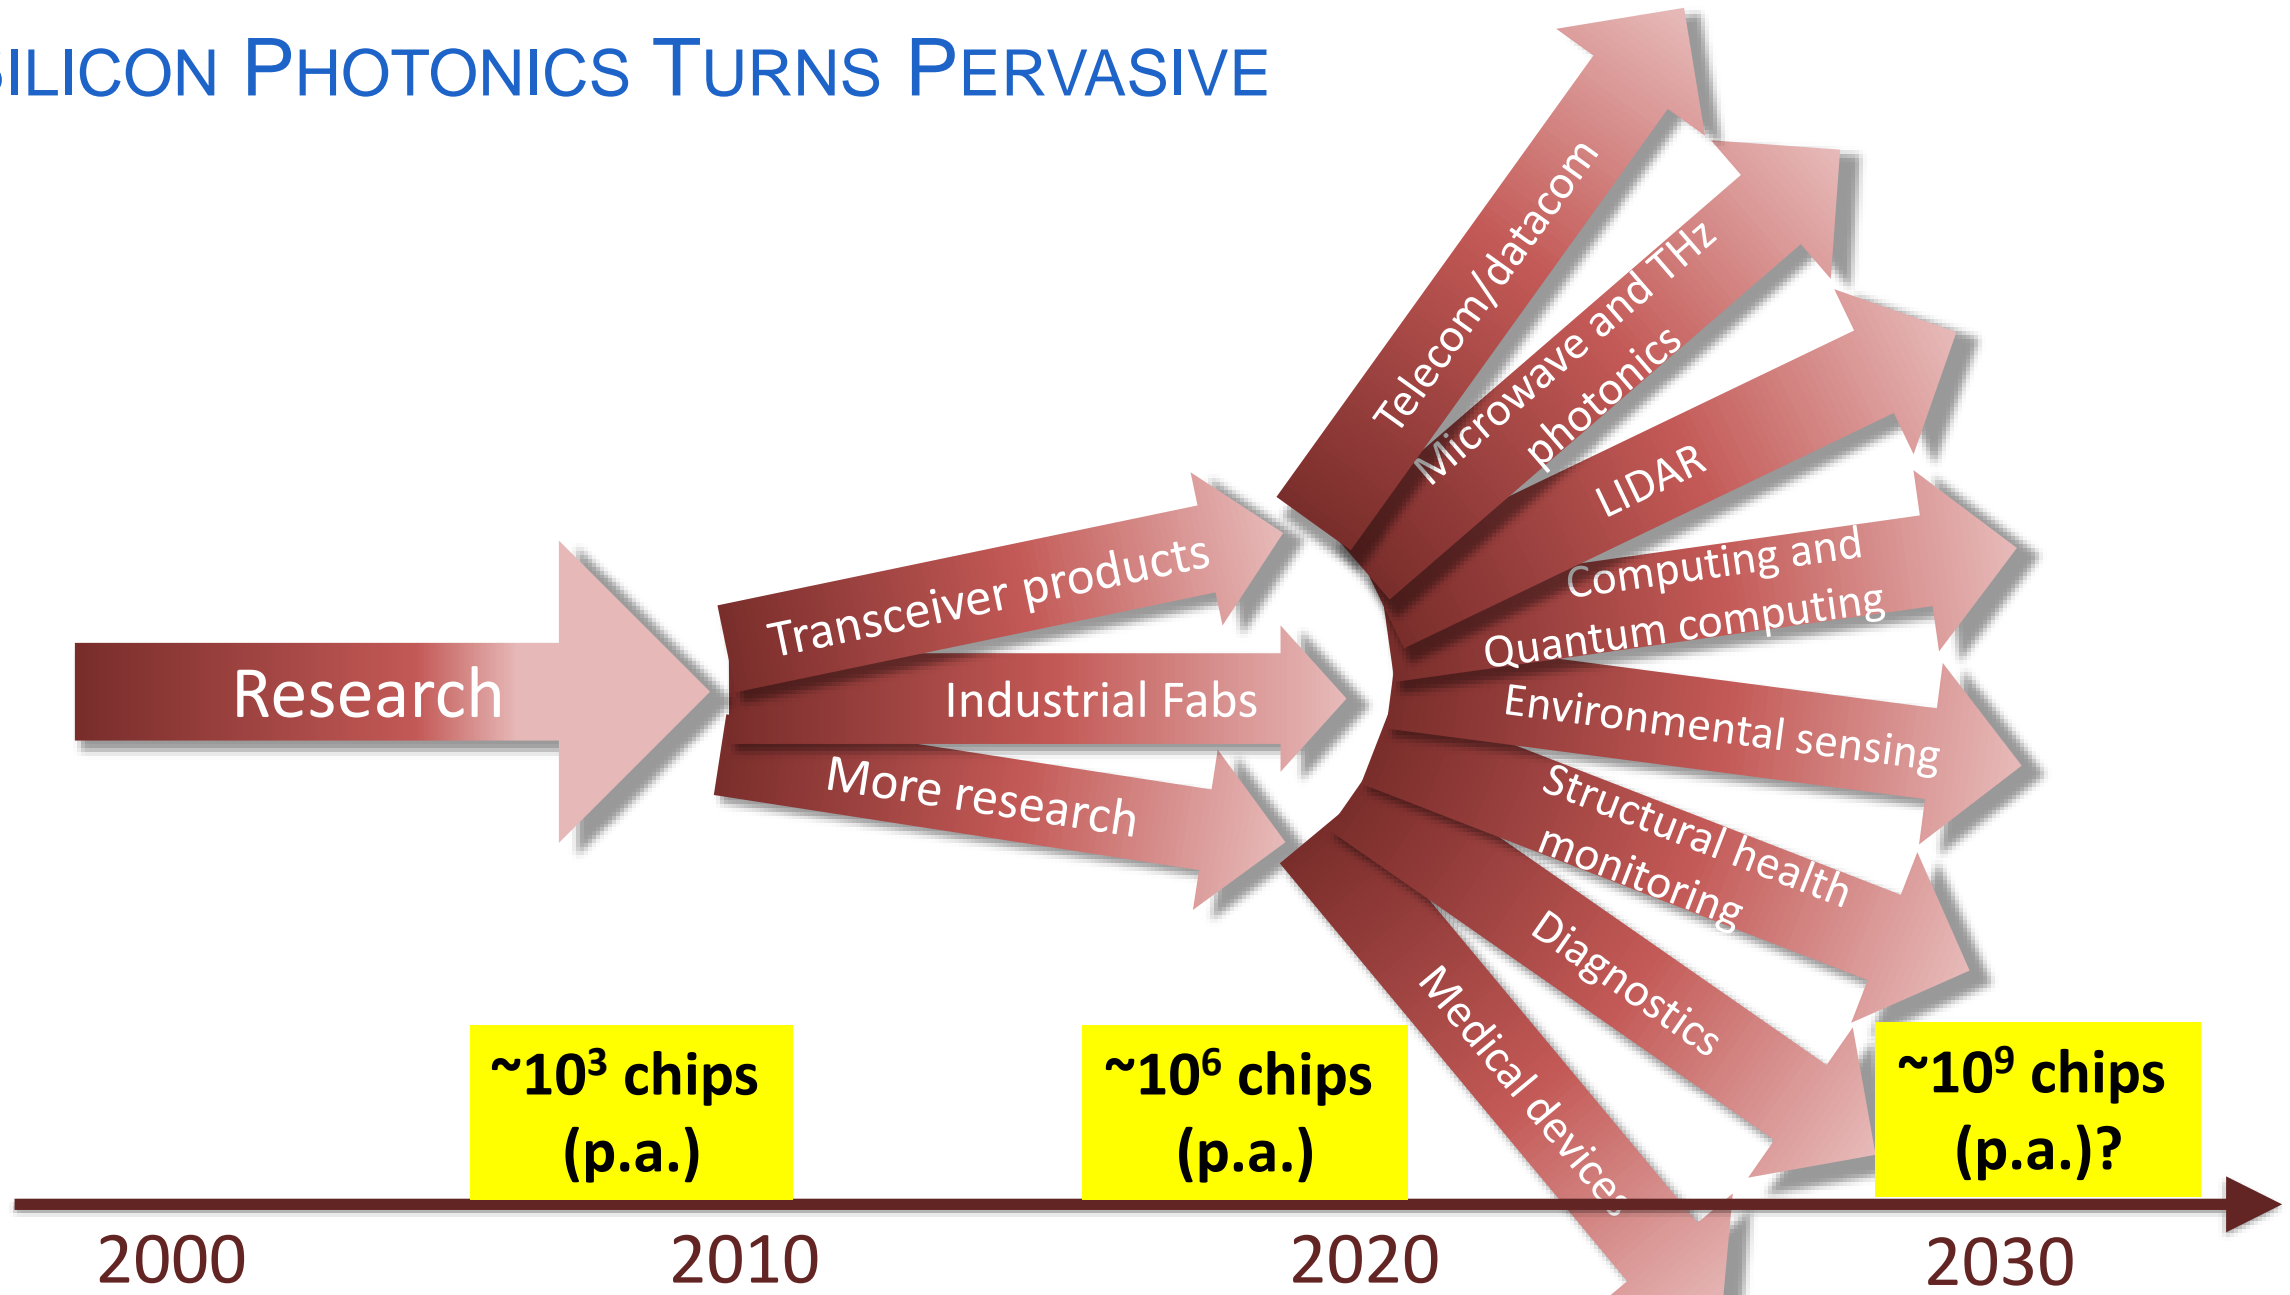 SILICON PHOTONICS TURNS PERVASIVE
Telecom/datacom
Microwave and THz
photonics
LIDAR
Computing and
Quantum computing
Environmental sensing
Structural health
monitoring
Diagnostics
Medical devices
Transceiver products
Industrial Fabs
More research
Research
~10³ chips
(p.a.)
~10⁶ chips
(p.a.)
~10⁹ chips
(p.a.)?
2000
2010
2020
2030